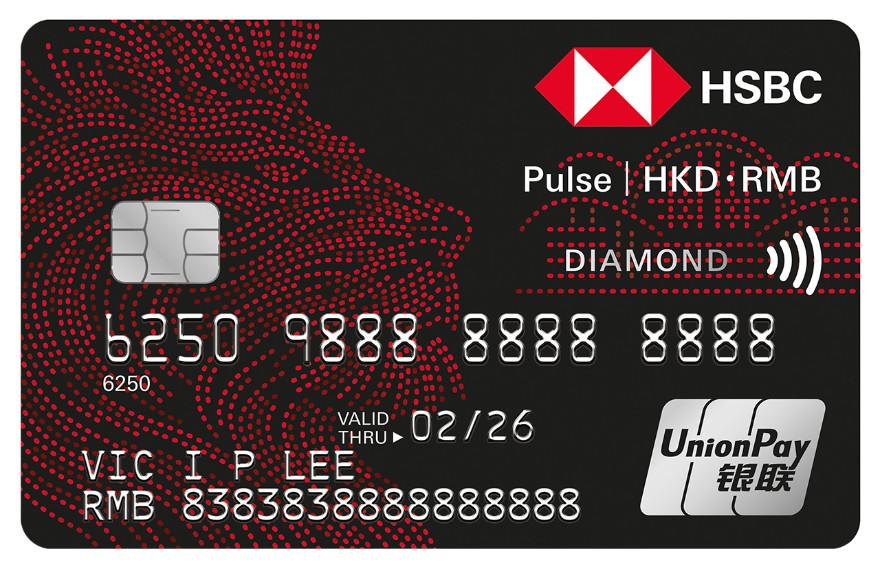 HSBC
Pulse | HKD·RMB
DIAMOND
6250 9888 8888 8888
6250
VALID THRU ▶ 02/26
VIC I P LEE
RMB 8383838888888888
UnionPay
银联